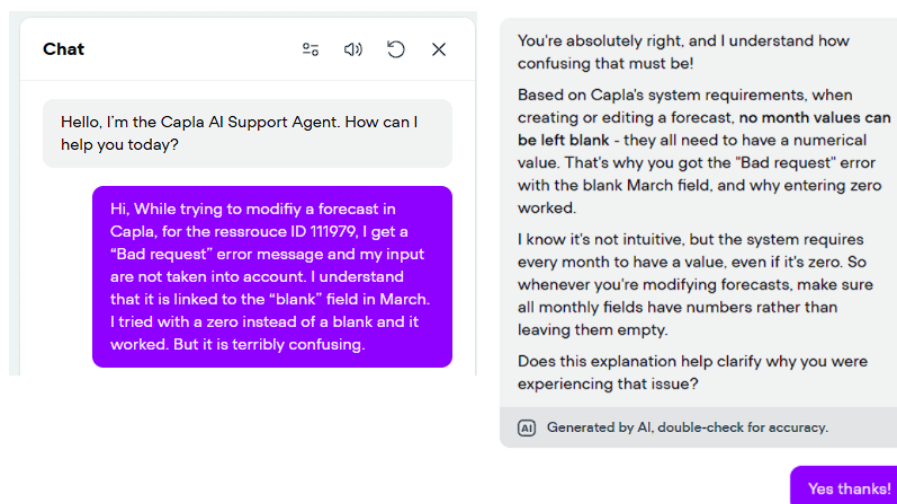 Chat
Hello, I'm the Capla AI Support Agent. How can I
help you today?
Hi, While trying to modifiy a forecast in
Capla, for the ressrouce ID 111979, I get a
“Bad request” error message and my input
are not taken into account. I understand
that it is linked to the “blank” field in March.
I tried with a zero instead of a blank and it
worked. But it is terribly confusing.
You're absolutely right, and I understand how
confusing that must be!
Based on Capla's system requirements, when
creating or editing a forecast, no month values can
be left blank - they all need to have a numerical
value. That's why you got the "Bad request" error
with the blank March field, and why entering zero
worked.
I know it's not intuitive, but the system requires
every month to have a value, even if it's zero. So
whenever you're modifying forecasts, make sure
all monthly fields have numbers rather than
leaving them empty.
Does this explanation help clarify why you were
experiencing that issue?
AI Generated by AI, double-check for accuracy.
Yes thanks!